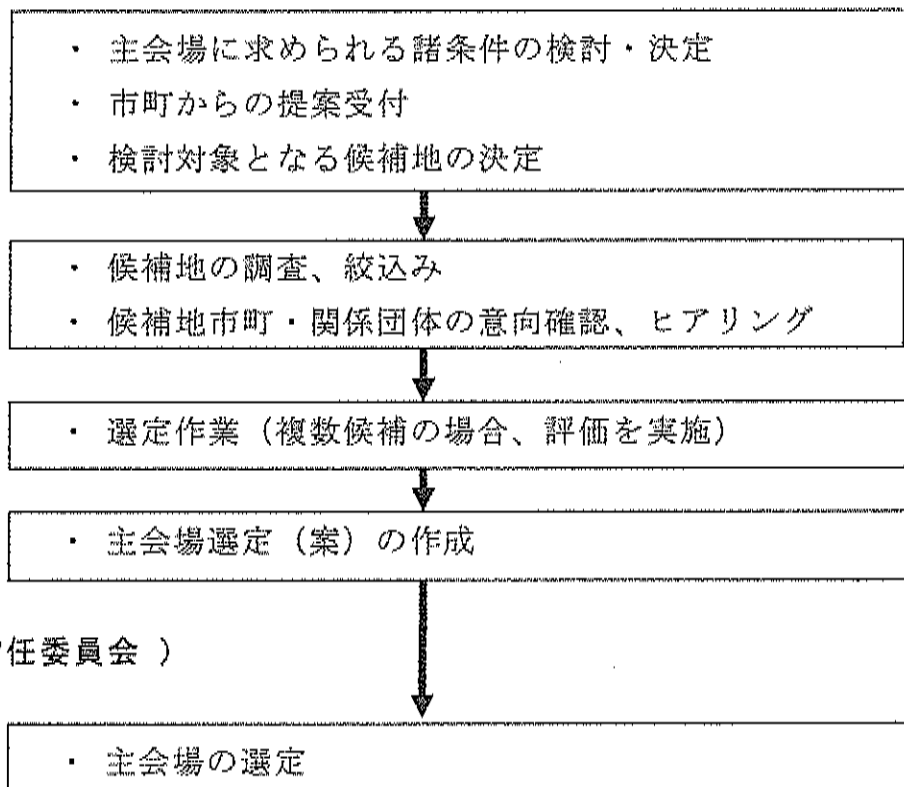 ・ 主会場に求められる諸条件の検討・決定
・ 市町からの提案受付
・ 検討対象となる候補地の決定
・ 候補地の調査、絞込み
・ 候補地市町・関係団体の意向確認、ヒアリング
・ 選定作業（複数候補の場合、評価を実施）
・ 主会場選定（案）の作成
任委員会 ）
・ 主会場の選定